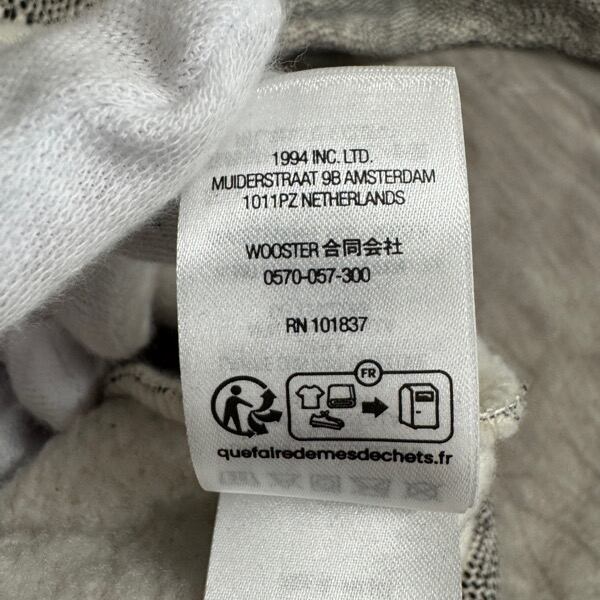 1994 INC. LTD.
MUIDERSTRAAT 9B AMSTERDAM
1011PZ NETHERLANDS
WOOSTER 合同会社
0570-057-300
RN 101837
FR
quefairedemesdechets.fr